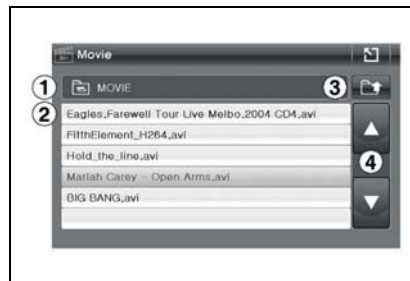 Movie
① MOVIE ③
② Eagles,Farewell Tour Live Melbo,2004 CD4,avi
FifthElement_H264,avi
Hold_the_line,avi
④
Mariah Carey - Open Arms,avi
BIG BANG,avi